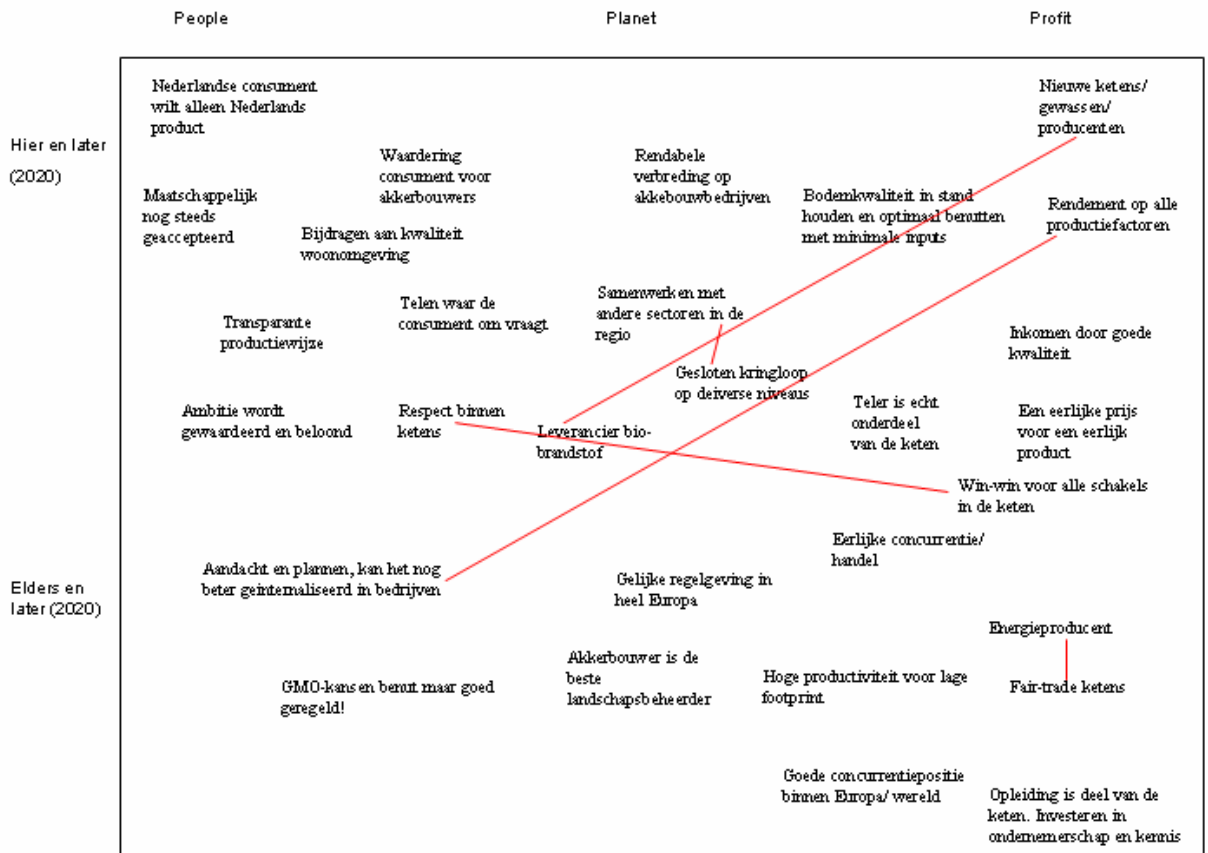 People
Planet
Profit
Hier en later
(2020)
Elders en
later (2020)
Nederlandse consument
wilt alleen Nederlands
product
Nieuwe ketens/
gewassen/
producenten
Waardering
consument voor
akkerbouwers
Rendabele
verbreding op
akkebouwbedrijven
Maatschappelijk
nog steeds
geaccepteerd
Bodemkwaliteit in stand
houden en optimaal benutten
met minimale inputs
Rendement op alle
productiefactoren
Bijdragen aan kwaliteit
woonomgeving
Telen waar de
consument om vraagt
Samenwerken met
andere sectoren in de
regio
Transparante
productiewijze
Inkomen door goede
kwaliteit
Gesloten kringloop
op deiverse niveaus
Ambitie wordt
gewaardeerd en beloond
Respect binnen
ketens
Leverancier bio-
brandstof
Teler is echt
onderdeel
van de keten
Een eerlijke prijs
voor een eerlijk
product
Win-win voor alle schakels
in de keten
Eerlijke concurrentie/
handel
Aandacht en plannen, kan het nog
beter geinternaliseerd in bedrijven
Gelijke regelgeving in
heel Europa
Energieproducent
Akkerbouwer is de
beste
landschapsbeheerder
GMO-kansen benut maar goed
geregeld!
Hoge productiviteit voor lage
footprint
Fair-trade ketens
Goede concurrentiepositie
binnen Europa/ wereld
Opleiding is deel van de
keten. Investeren in
ondernemerschap en kennis